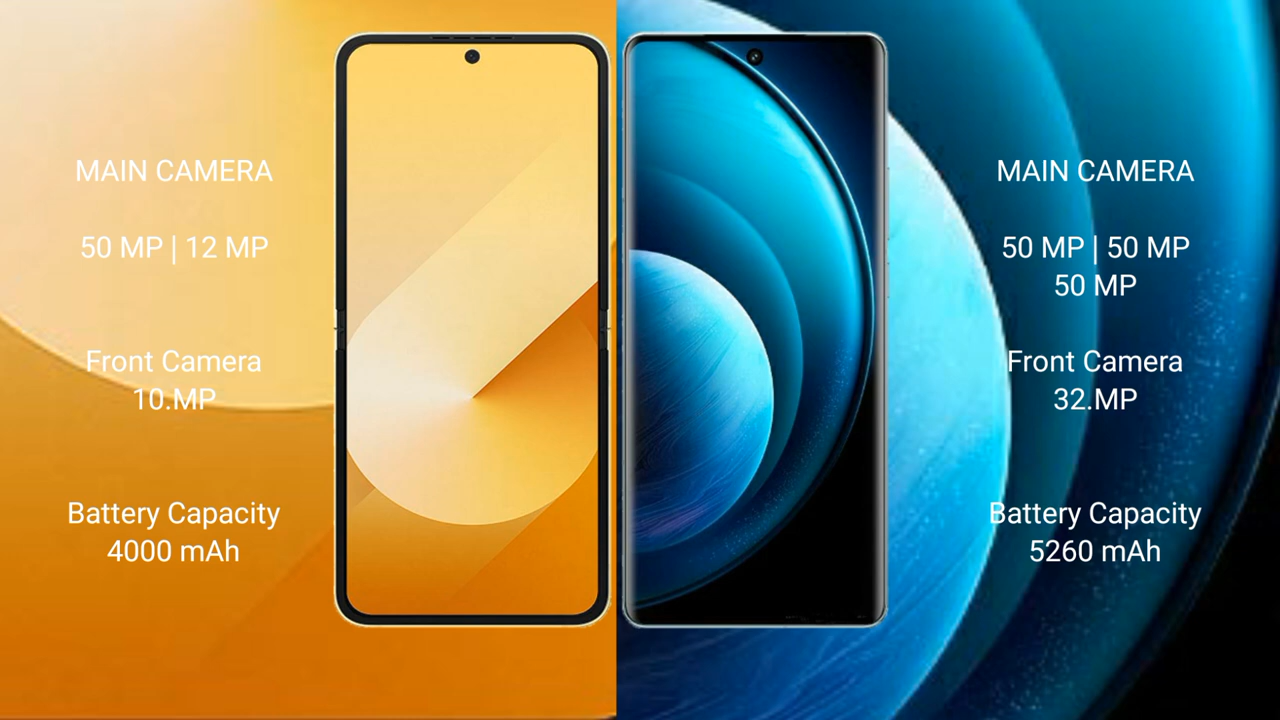 MAIN CAMERA
50 MP | 12 MP
Front Camera
10.MP
Battery Capacity
4000 mAh
MAIN CAMERA
50 MP | 50 MP
50 MP
Front Camera
32.MP
Battery Capacity
5260 mAh